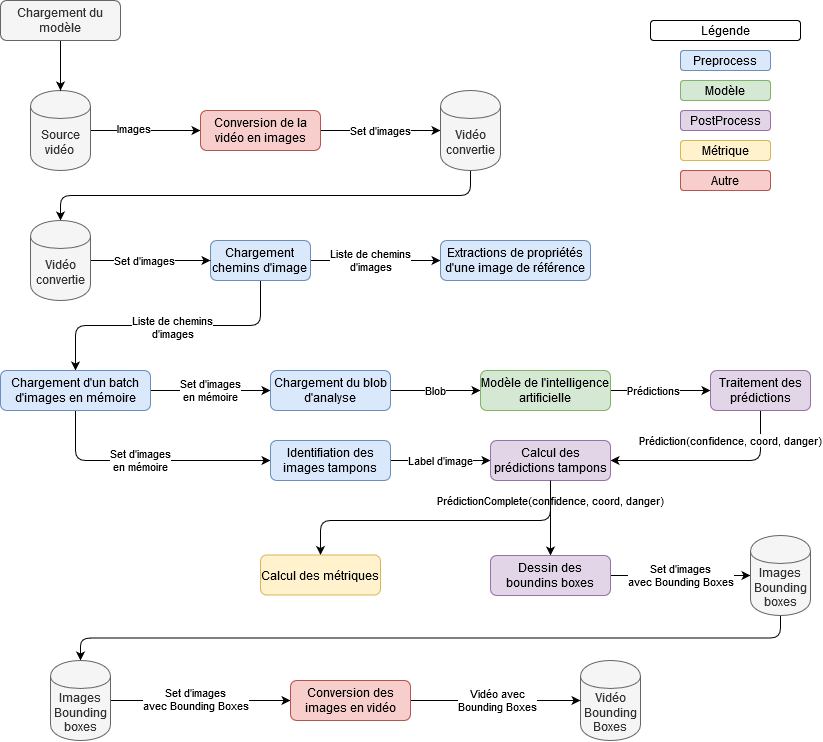 Chargement du
modèle
Légende
Preprocess
Modèle
PostProcess
Métrique
Autre
Source
vidéo
Images
Conversion de la
vidéo en images
Set d'images
Vidéo
convertie
Vidéo
convertie
Set d'images
Chargement
chemins d'image
Liste de chemins
d'images
Extractions de propriétés
d'une image de référence
Liste de chemins
d'images
Chargement d'un batch
d'images en mémoire
Set d'images
en mémoire
Chargement du blob
d'analyse
Blob
Modèle de l'intelligence
artificielle
Prédictions
Traitement des
prédictions
Prédiction(confidence, coord, danger)
Set d'images
en mémoire
Identifiation des
images tampons
Label d'image
Calcul des
prédictions tampons
PrédictionComplete(confidence, coord, danger)
Calcul des métriques
Dessin des
boundins boxes
Set d'images
avec Bounding Boxes
Images
Bounding
boxes
Images
Bounding
boxes
Set d'images
avec Bounding Boxes
Conversion des
images en vidéo
Vidéo avec
Bounding Boxes
Vidéo
Bounding
Boxes